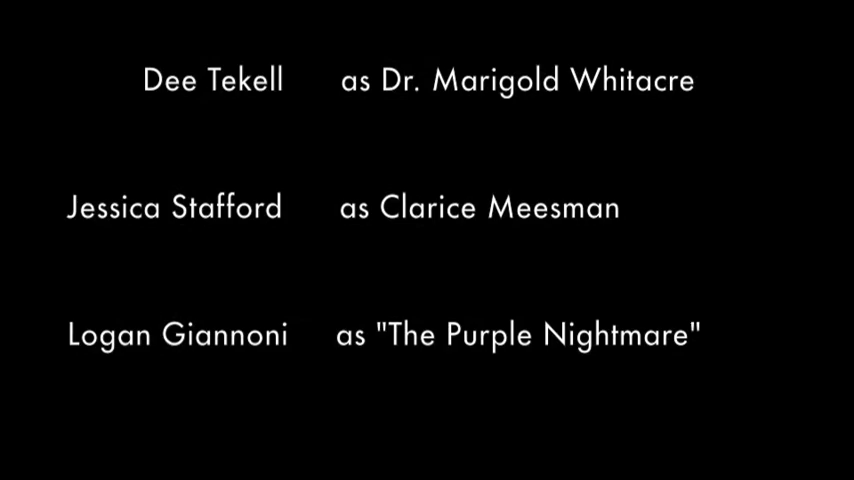 Dee Tekell as Dr. Marigold Whitacre
Jessica Stafford as Clarice Meesman
Logan Giannoni as "The Purple Nightmare"